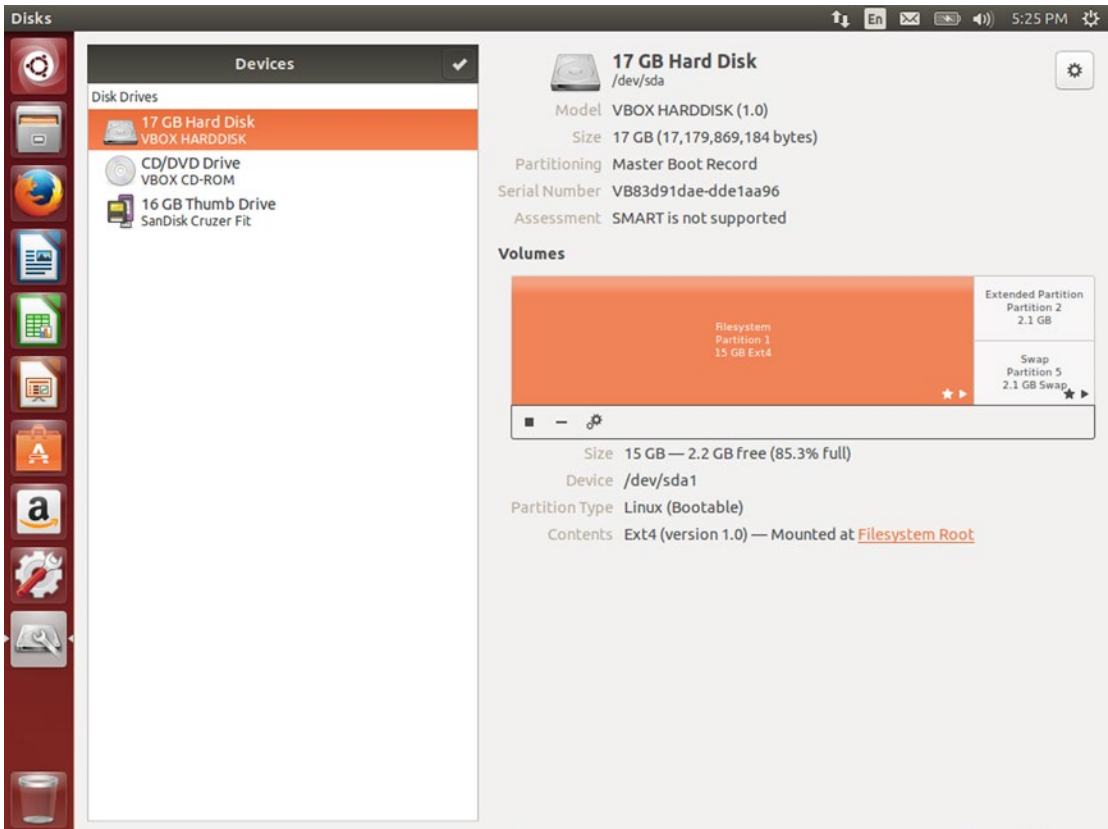 Disks
En
5:25 PM
Devices
Disk Drives
17 GB Hard Disk
VBOX HARDDISK
CD/DVD Drive
VBOX CD-ROM
16 GB Thumb Drive
SanDisk Cruzer Fit
17 GB Hard Disk
/dev/sda
Model VBOX HARDDISK (1.0)
Size 17 GB (17,179,869,184 bytes)
Partitioning Master Boot Record
Serial Number VB83d91dae-dde1aa96
Assessment SMART is not supported
Volumes
Filesystem
Partition 1
15 GB Ext4
Extended Partition
Partition 2
2.1 GB
Swap
Partition 5
2.1 GB Swap
Size 15 GB — 2.2 GB free (85.3% full)
Device /dev/sda1
Partition Type Linux (Bootable)
Contents Ext4 (version 1.0) — Mounted at Filesystem Root